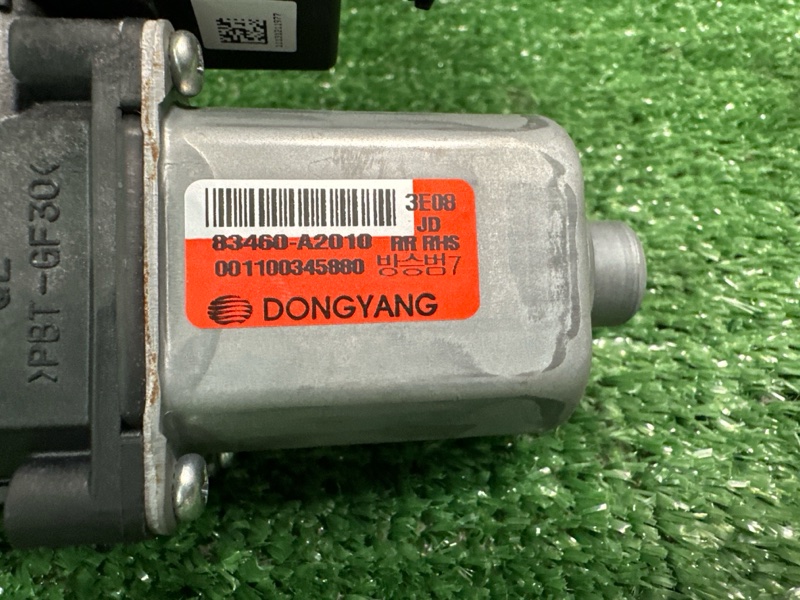 3E08
JD
83460-A2010 RR RHS
001100345880 방승범7
DONGYANG
>PBT-GF30<